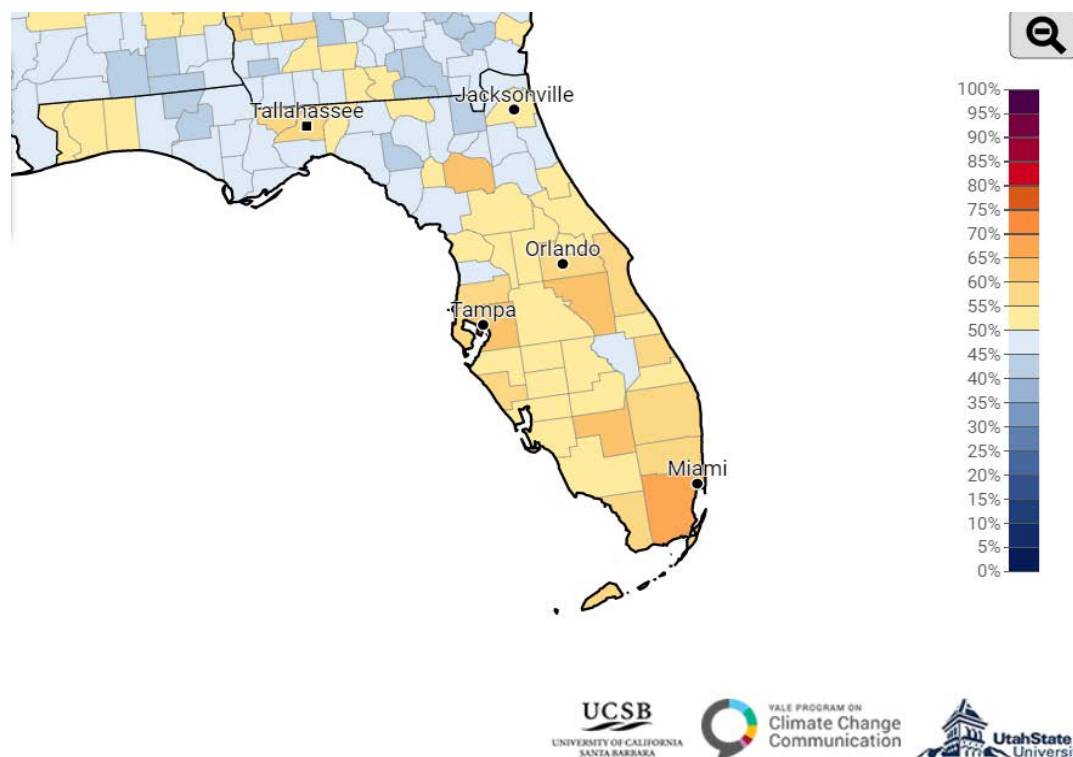 Tallahassee
Jacksonville
Orlando
Tampa
Miami
100%
95%
90%
85%
80%
75%
70%
65%
60%
55%
50%
45%
40%
35%
30%
25%
20%
15%
10%
5%
0%
UCSB
UNIVERSITY OF CALIFORNIA
SANTA BARBARA
YALE PROGRAM ON
Climate Change
Communication
UtahState
Universi